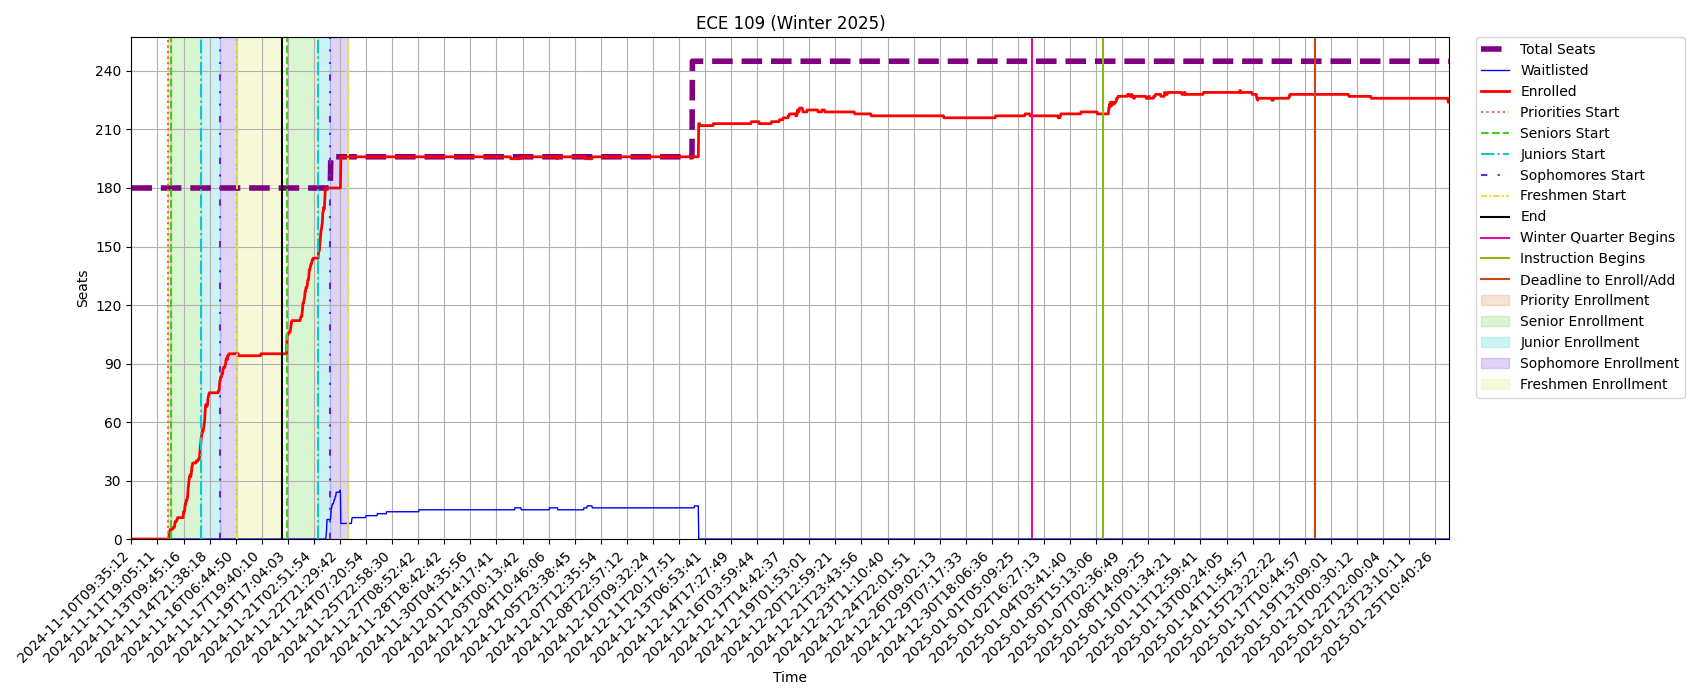 ECE 109 (Winter 2025)
Seats
240
210
180
150
120
90
60
30
0
2024-11-10T09:35:12
2024-11-11T19:05:11
2024-11-13T09:45:16
2024-11-14T21:38:18
2024-11-16T06:44:50
2024-11-17T19:40:10
2024-11-19T17:04:03
2024-11-21T02:51:54
2024-11-22T21:29:42
2024-11-24T07:20:54
2024-11-25T22:58:30
2024-11-27T08:52:42
2024-11-28T18:42:42
2024-11-30T04:35:56
2024-12-01T14:17:41
2024-12-03T00:13:42
2024-12-04T10:46:06
2024-12-05T23:38:45
2024-12-07T12:35:54
2024-12-08T22:57:12
2024-12-10T09:32:24
2024-12-11T20:17:51
2024-12-13T06:53:41
2024-12-14T17:27:49
2024-12-16T03:59:44
2024-12-17T14:42:37
2024-12-19T01:53:01
2024-12-20T12:59:21
2024-12-21T23:43:56
2024-12-23T11:10:40
2024-12-24T22:01:51
2024-12-26T09:02:13
2024-12-29T07:17:33
2024-12-30T18:06:36
2025-01-01T05:09:25
2025-01-02T16:27:13
2025-01-04T03:41:40
2025-01-05T15:13:06
2025-01-07T02:36:49
2025-01-08T14:09:25
2025-01-10T01:34:21
2025-01-11T12:59:41
2025-01-13T00:24:05
2025-01-14T11:54:57
2025-01-15T23:22:22
2025-01-17T10:44:57
2025-01-19T13:09:01
2025-01-21T00:30:12
2025-01-22T12:00:04
2025-01-23T23:10:11
2025-01-25T10:40:26
Time
Total Seats
Waitlisted
Enrolled
Priorities Start
Seniors Start
Juniors Start
Sophomores Start
Freshmen Start
End
Winter Quarter Begins
Instruction Begins
Deadline to Enroll/Add
Priority Enrollment
Senior Enrollment
Junior Enrollment
Sophomore Enrollment
Freshmen Enrollment